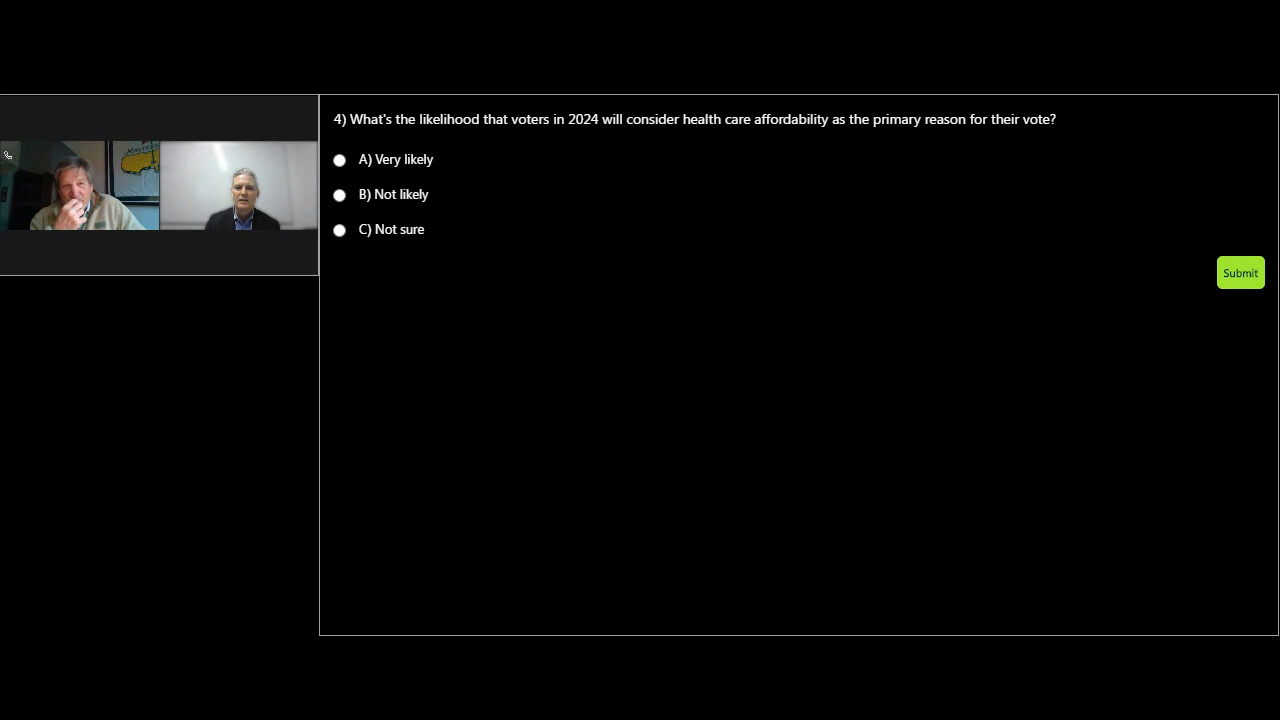 Masters
4) What's the likelihood that voters in 2024 will consider health care affordability as the primary reason for their vote?
A) Very likely
B) Not likely
C) Not sure
Submit